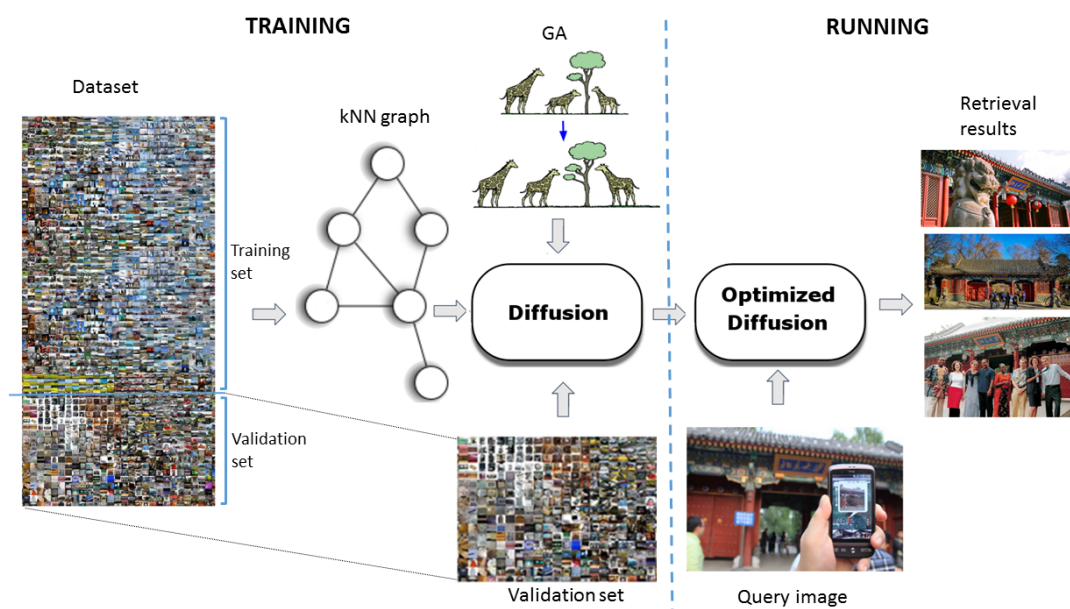 TRAINING
RUNNING
GA
Dataset
kNN graph
Retrieval
results
Training
set
Diffusion
Optimized
Diffusion
Validation
set
Validation set
Query image